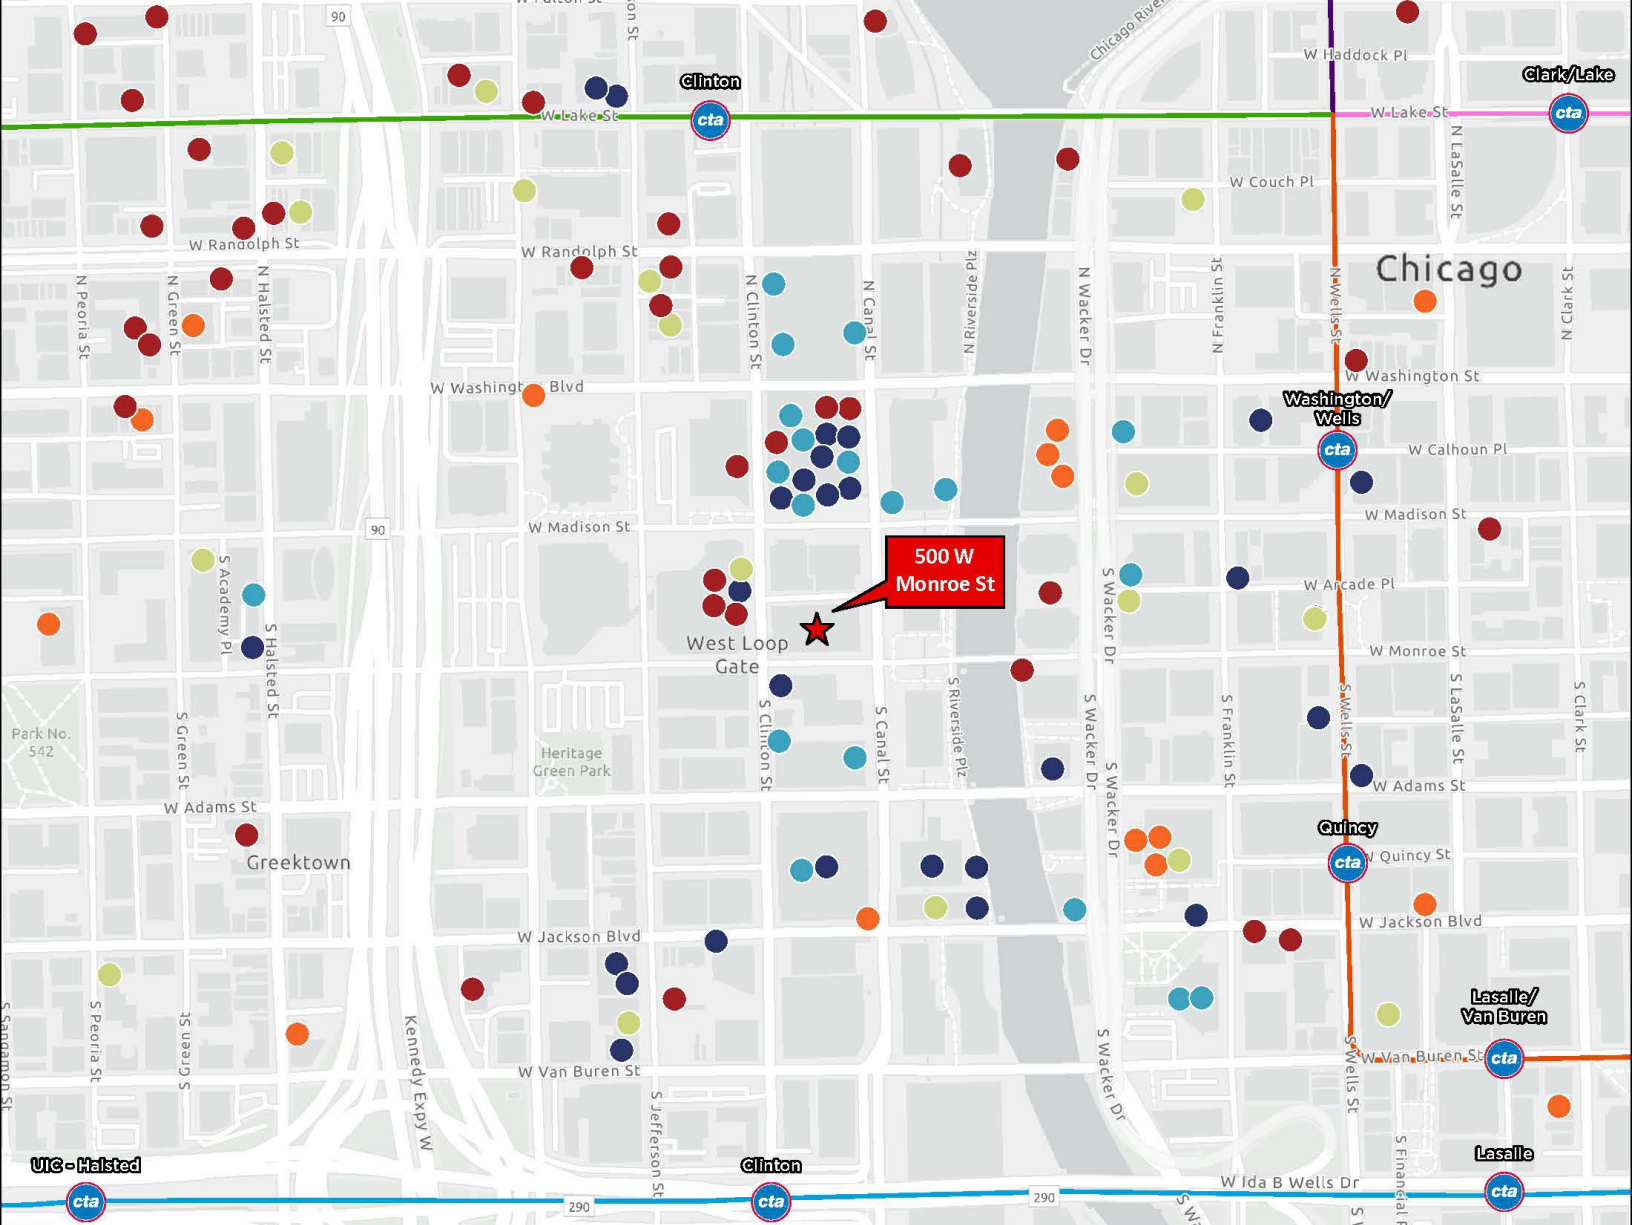 W Fulton St
90
Chicago River
W Haddock Pl
Clinton
Clark/Lake
cta
cta
W Lake St
W Lake St
N LaSalle St
W Couch Pl
W Randolph St
W Randolph St
Chicago
N Peoria St
N Green St
N Halsted St
N Clinton St
N Canal St
N Riverside Plz
N Wacker Dr
N Franklin St
N Wells St
N Clark St
W Washington Blvd
W Washington St
Washington/
Wells
cta
W Calhoun Pl
W Madison St
W Madison St
90
500 W
Monroe St
S Academy Pl
S Halsted St
W Arcade Pl
S Wacker Dr
West Loop
Gate
W Monroe St
Park No.
542
S Green St
Heritage
Green Park
S Clinton St
S Canal St
S Riverside Plz
S Wacker Dr
S Wacker Dr
S Franklin St
S Wells St
S LaSalle St
S Clark St
W Adams St
W Adams St
Greektown
Quincy
cta
W Quincy St
W Jackson Blvd
W Jackson Blvd
S Sangamon St
S Peoria St
S Green St
Kennedy Expy W
Lasalle/
Van Buren
cta
W Van Buren St
W Van Buren St
S Wacker Dr
S Wells St
S Jefferson St
S Financial
UIC - Halsted
cta
Clinton
cta
Lasalle
cta
W Ida B Wells Dr
290
290